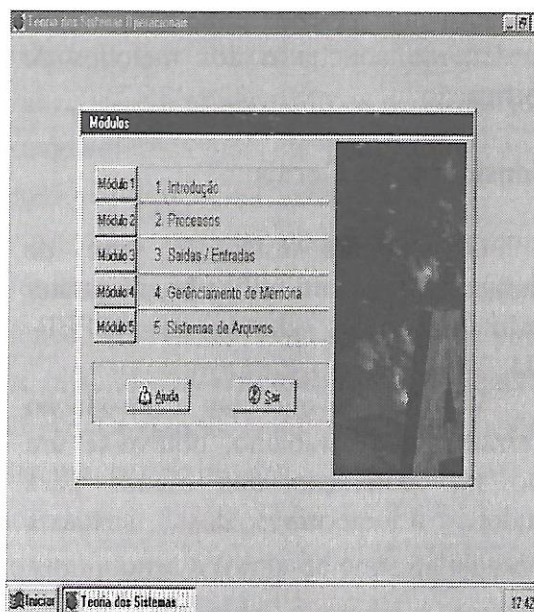 Teoria dos Sistemas Operacionais
Módulos
Módulo 1 1. Introdução
Módulo 2 2. Processos
Módulo 3 3. Saídas / Entradas
Módulo 4 4. Gerênciamento de Memória
Módulo 5 5. Sistemas de Arquivos
Ajuda Sair
Iniciar Teoria dos Sistemas ... 17:42